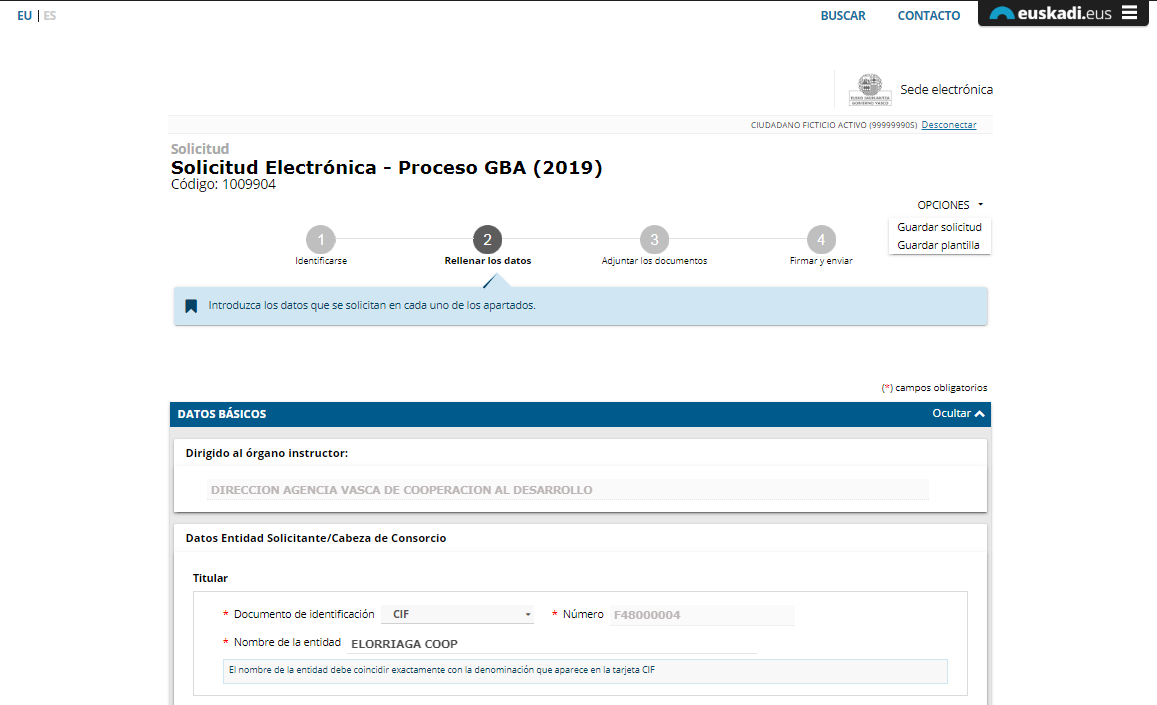 EU | ES
BUSCAR CONTACTO euskadi.eus
Sede electrónica
CIUDADANO FICTICIO ACTIVO (99999990S) Desconectar
Solicitud
Solicitud Electrónica - Proceso GBA (2019)
Código: 1009904
OPCIONES
Guardar solicitud
Guardar plantilla
1 2 3 4
Identificarse Rellenar los datos Adjuntar los documentos Firmar y enviar
Introduzca los datos que se solicitan en cada uno de los apartados.
(*) campos obligatorios
DATOS BÁSICOS Ocultar
Dirigido al órgano instructor:
DIRECCION AGENCIA VASCA DE COOPERACION AL DESARROLLO
Datos Entidad Solicitante/Cabeza de Consorcio
Titular
* Documento de identificación CIF * Número F48000004
* Nombre de la entidad ELORRIAGA COOP
El nombre de la entidad debe coincidir exactamente con la denominación que aparece en la tarjeta CIF